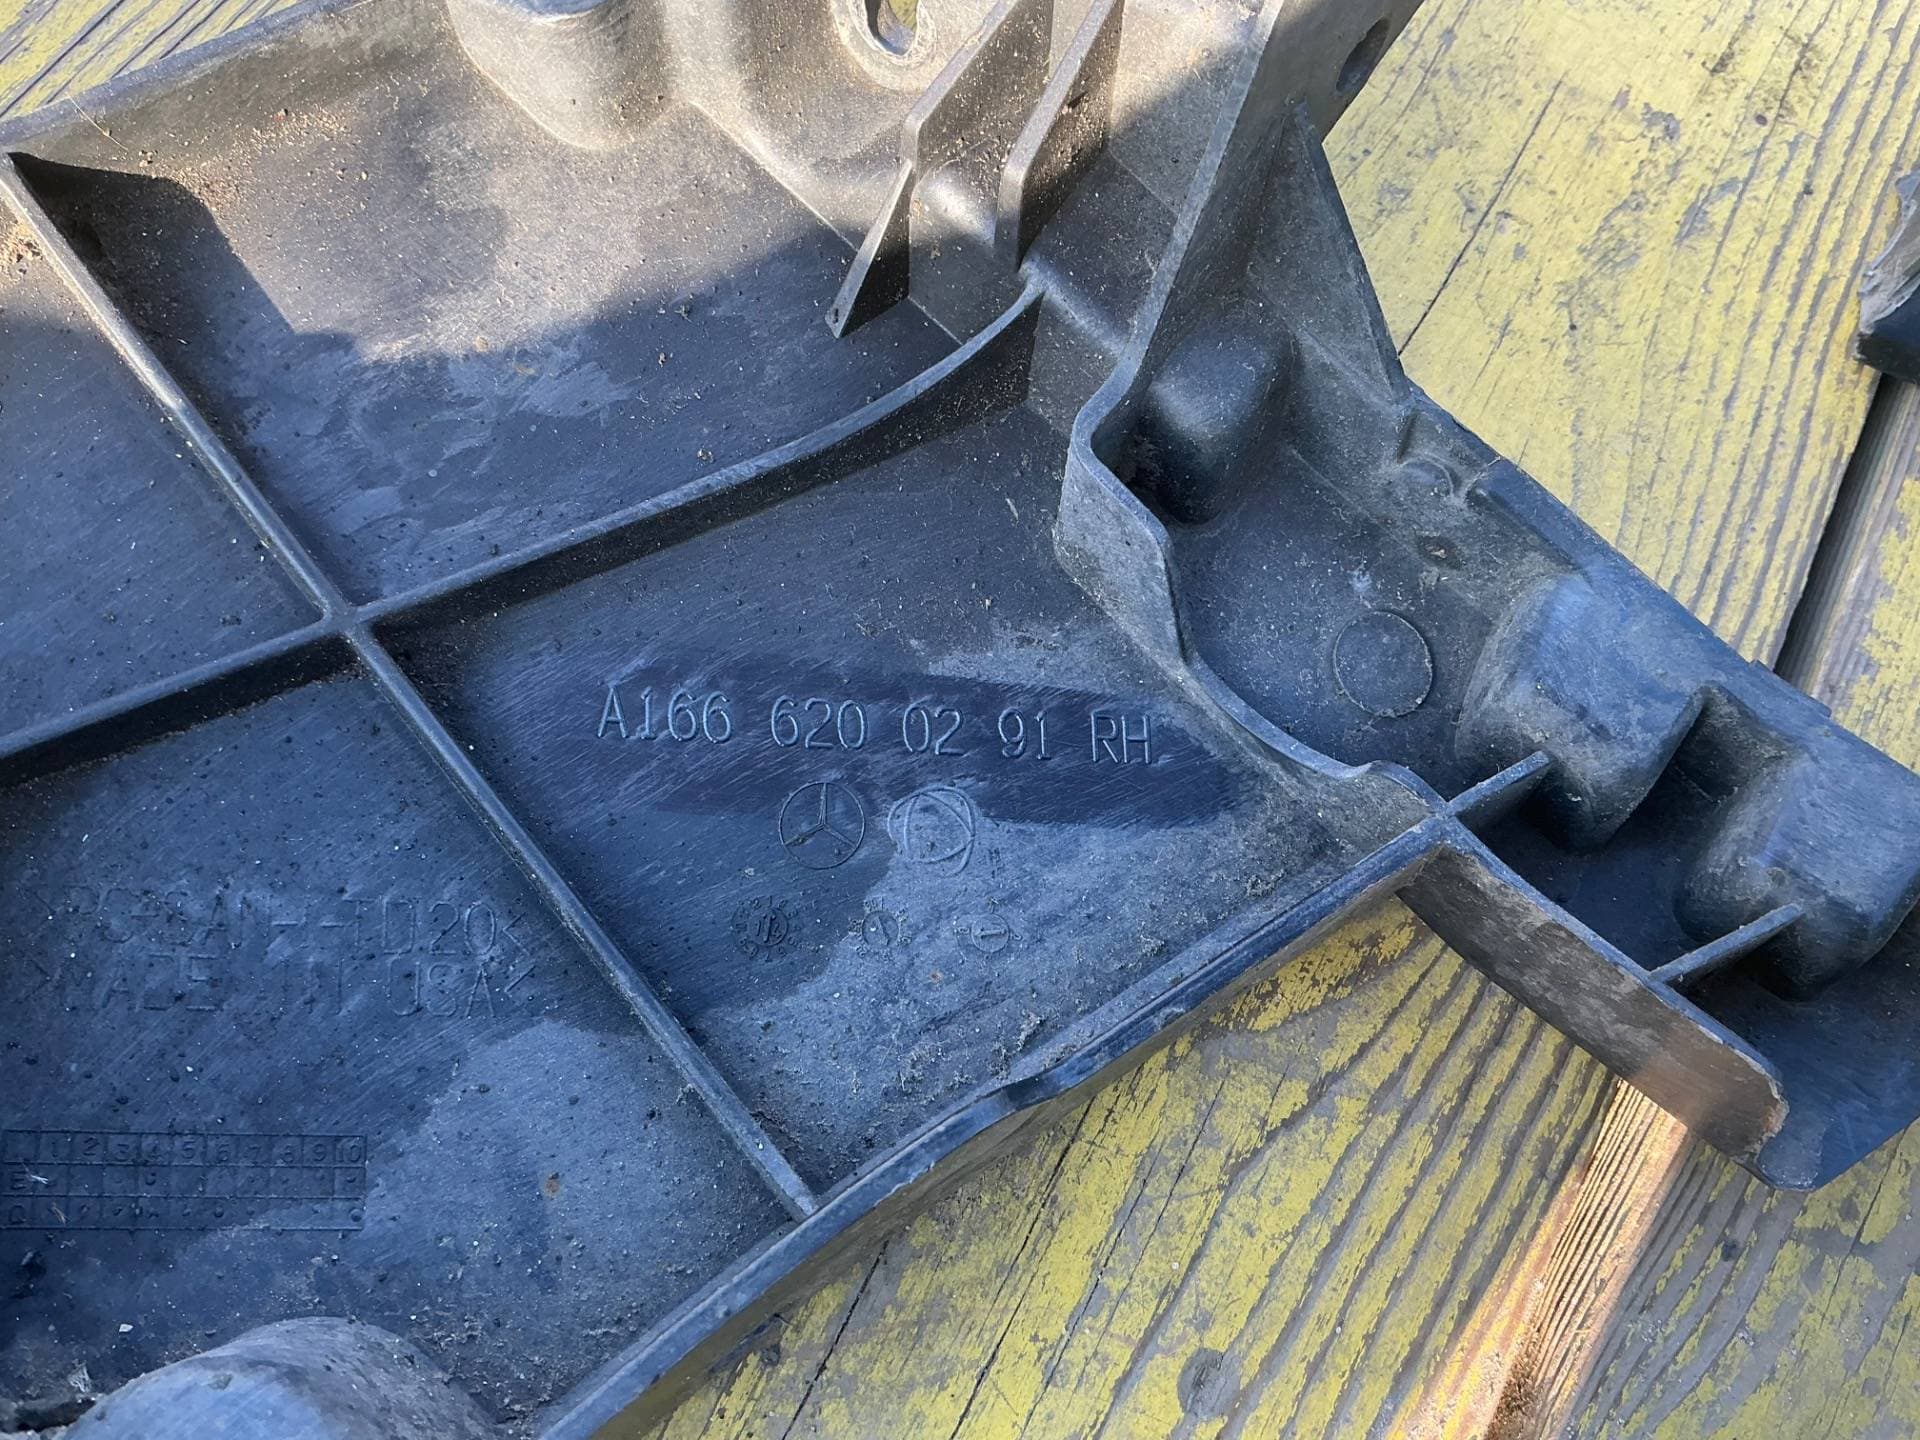 A166 620 02 91 RH
>PC+SAN-TD20<
>MADE IN USA<
1 2 3 4 5 6 7 8 9 10